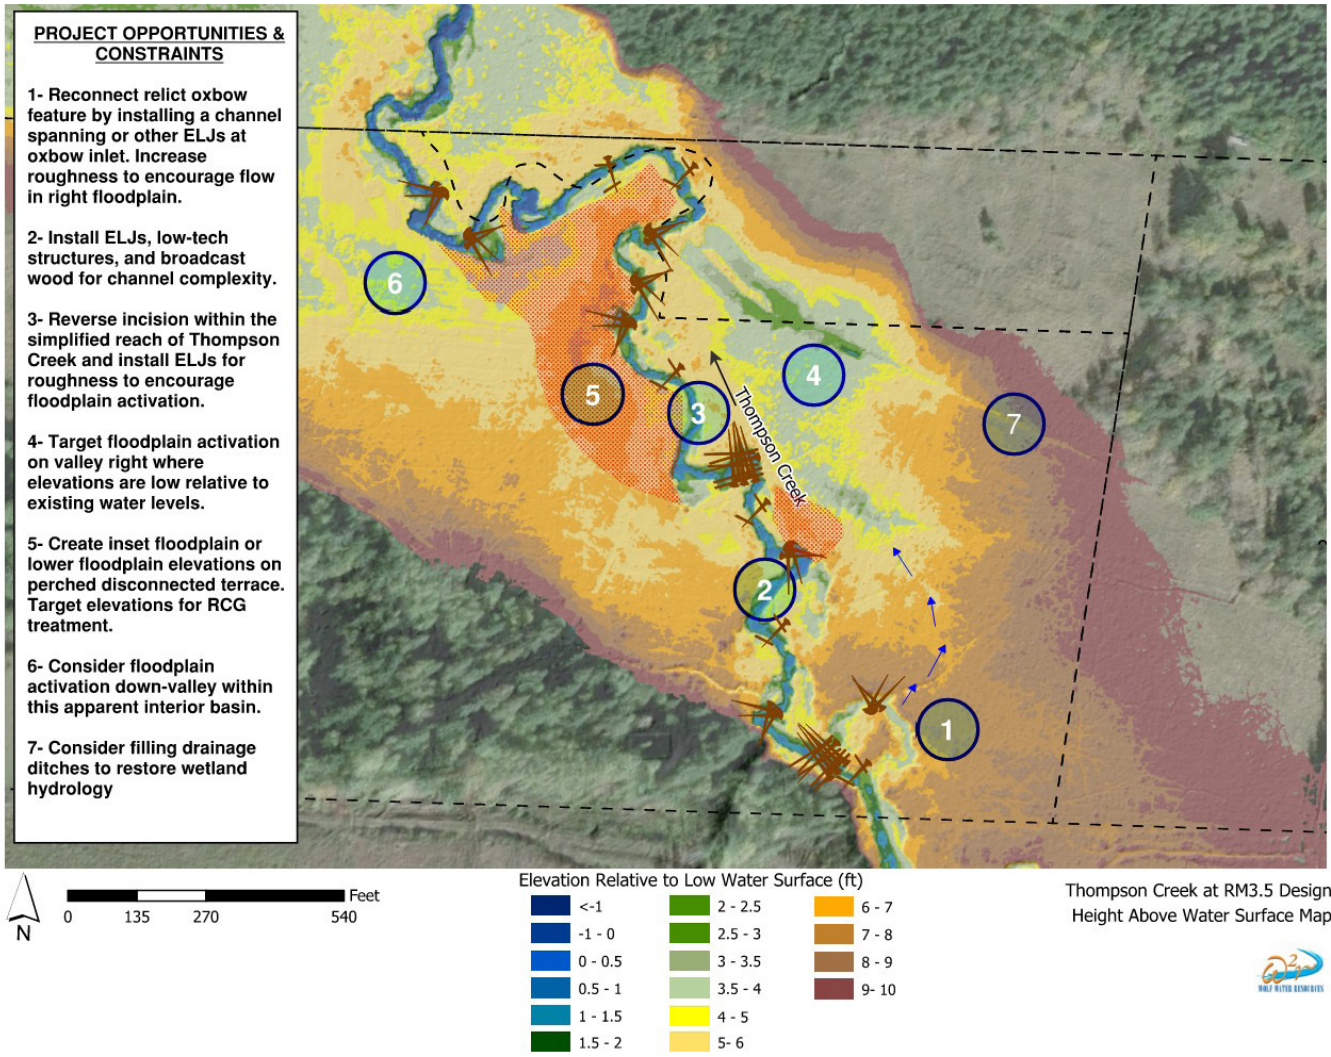 PROJECT OPPORTUNITIES &
CONSTRAINTS
1- Reconnect relict oxbow
feature by installing a channel
spanning or other ELJs at
oxbow inlet. Increase
roughness to encourage flow
in right floodplain.
2- Install ELJs, low-tech
structures, and broadcast
wood for channel complexity.
3- Reverse incision within the
simplified reach of Thompson
Creek and install ELJs for
roughness to encourage
floodplain activation.
4- Target floodplain activation
on valley right where
elevations are low relative to
existing water levels.
5- Create inset floodplain or
lower floodplain elevations on
perched disconnected terrace.
Target elevations for RCG
treatment.
6- Consider floodplain
activation down-valley within
this apparent interior basin.
7- Consider filling drainage
ditches to restore wetland
hydrology
6
5
3
4
7
2
1
Thompson Creek
N
0 135 270 540 Feet
Elevation Relative to Low Water Surface (ft)
<-1
-1 - 0
0 - 0.5
0.5 - 1
1 - 1.5
1.5 - 2
2 - 2.5
2.5 - 3
3 - 3.5
3.5 - 4
4 - 5
5- 6
6 - 7
7 - 8
8 - 9
9- 10
Thompson Creek at RM3.5 Design
Height Above Water Surface Map
WOLF WATER RESOURCES